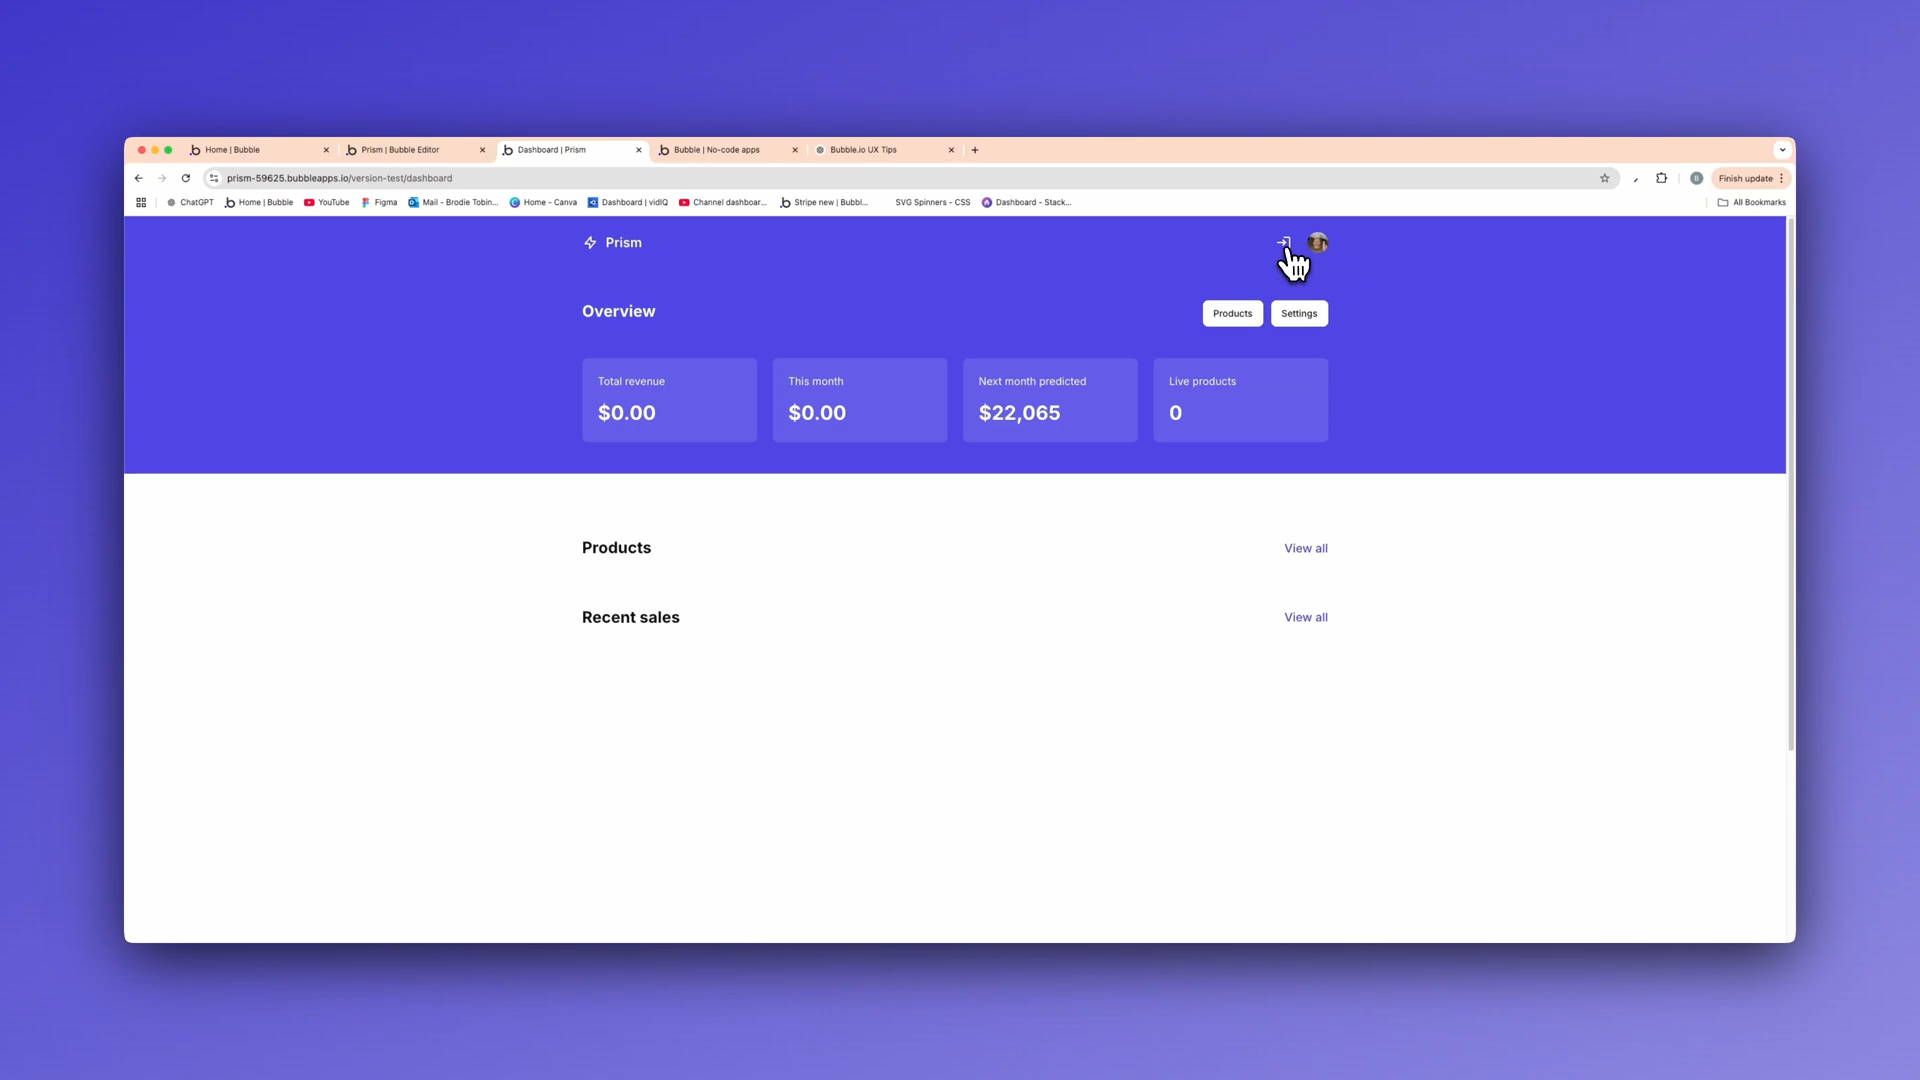 Home | Bubble
Prism | Bubble Editor
Dashboard | Prism
Bubble | No-code apps
Bubble.io UX Tips
prism-59625.bubbleapps.io/version-test/dashboard
B
Finish update
ChatGPT
Home | Bubble
YouTube
Figma
Mail - Brodie Tobin...
Home - Canva
Dashboard | vidIQ
Channel dashboar...
Stripe new | Bubbl...
SVG Spinners - CSS
Dashboard - Stack...
All Bookmarks
Prism
Overview
Products
Settings
Total revenue
$0.00
This month
$0.00
Next month predicted
$22,065
Live products
0
Products
View all
Recent sales
View all